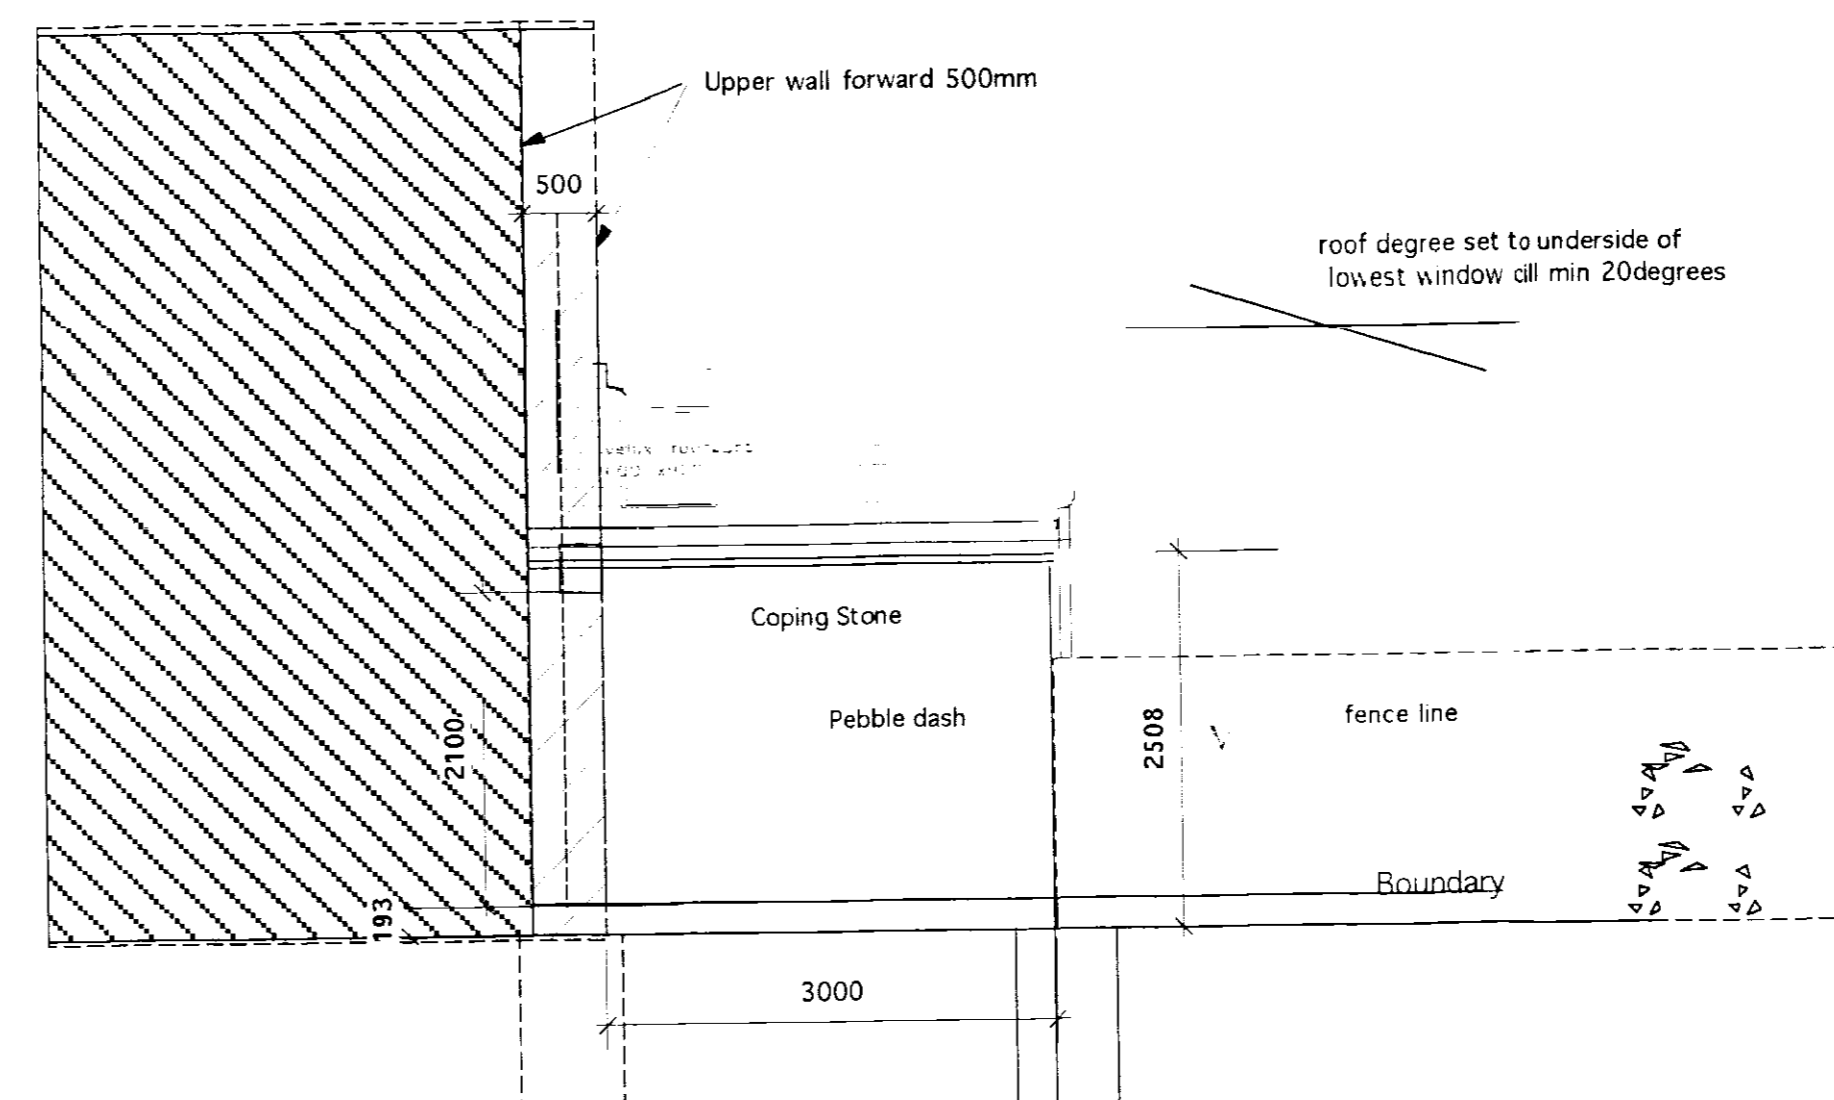 Upper wall forward 500mm
500
roof degree set to underside of
lowest window cill min 20degrees
Coping Stone
Pebble dash
2100
2508
fence line
Boundary
193
3000